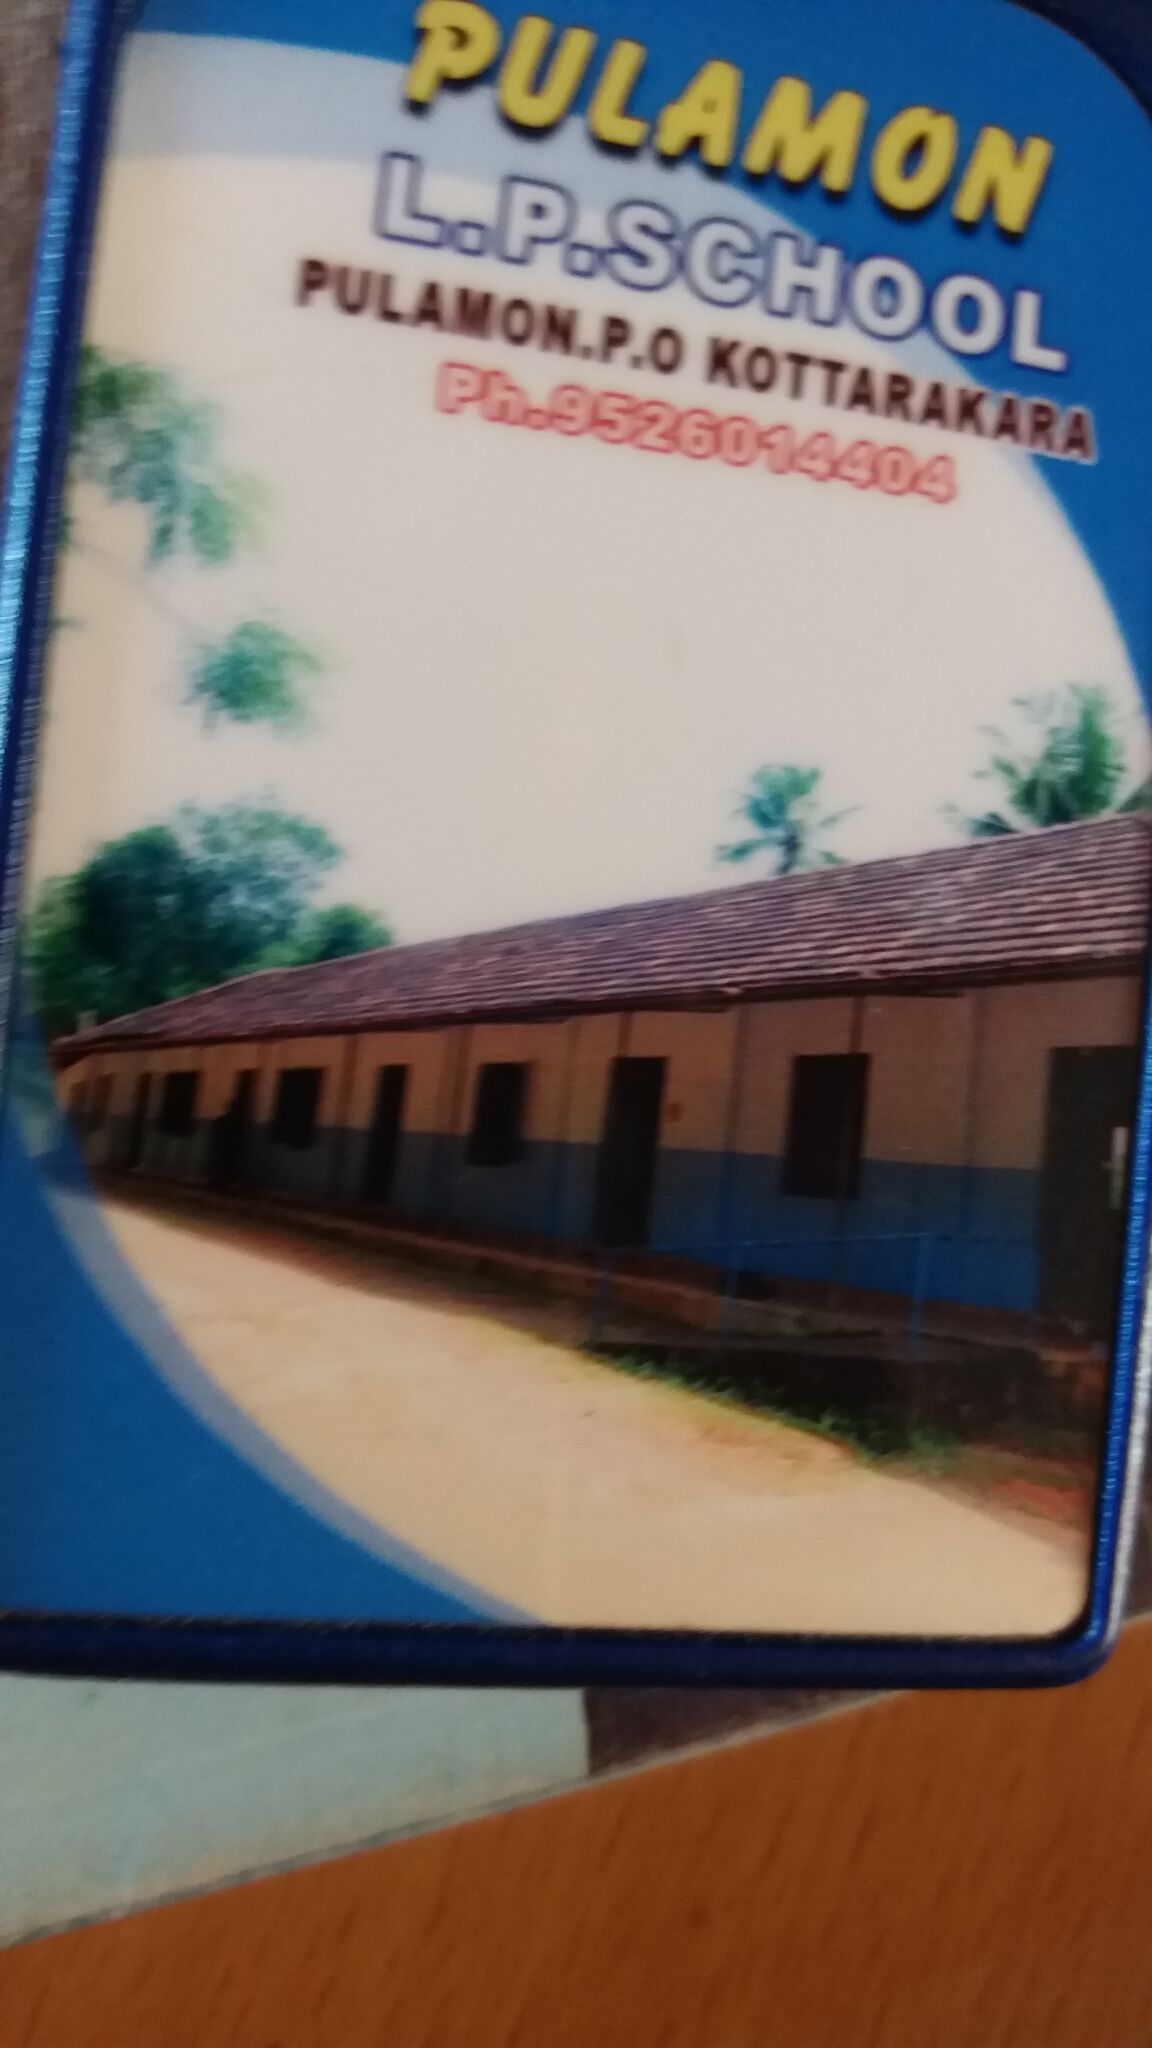 PULAMON
L.P.SCHOOL
PULAMON.P.O KOTTARAKARA
Ph.9526014404